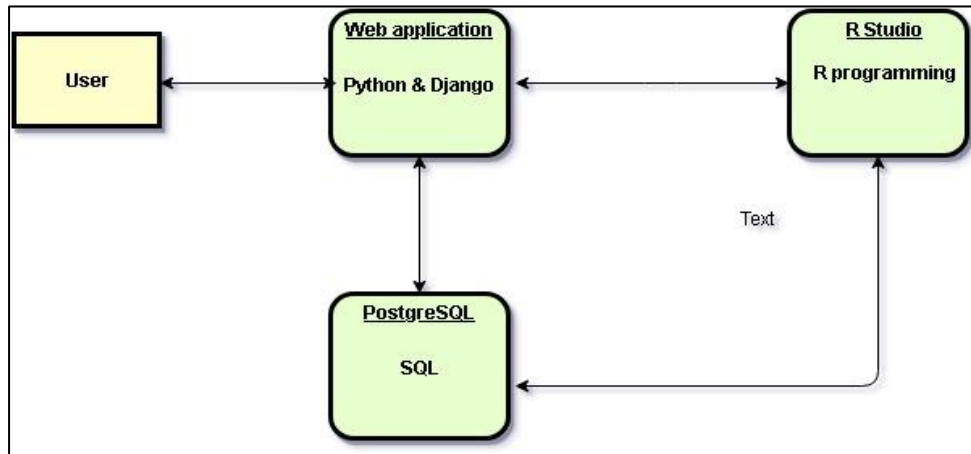 User
Web application
Python & Django
R Studio
R programming
Text
PostgreSQL
SQL